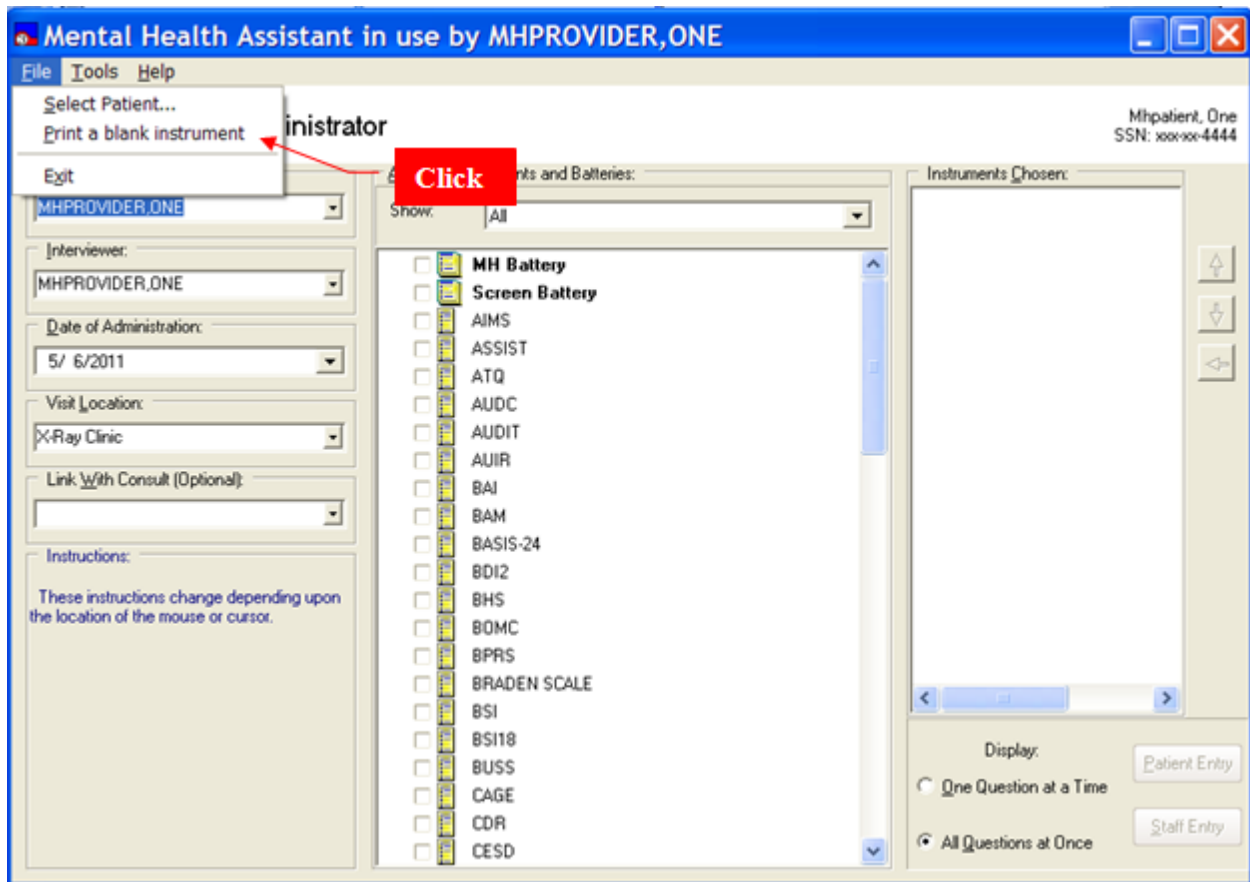 Mental Health Assistant in use by MHPROVIDER,ONE
File Tools Help
Select Patient...
Print a blank instrument
Exit
inistrator
Mhpatient, One
SSN: xxx-xx-4444
Click
MHPROVIDER,ONE
Interviewer:
MHPROVIDER,ONE
Date of Administration:
5/ 6/2011
Visit Location:
X-Ray Clinic
Link With Consult (Optional):
Instructions:
These instructions change depending upon
the location of the mouse or cursor.
nts and Batteries:
Show: All
MH Battery
Screen Battery
AIMS
ASSIST
ATQ
AUDC
AUDIT
AUIR
BAI
BAM
BASIS-24
BDI2
BHS
BOMC
BPRS
BRADEN SCALE
BSI
BSI18
BUSS
CAGE
CDR
CESD
Instruments Chosen:
Display:
One Question at a Time
All Questions at Once
Patient Entry
Staff Entry